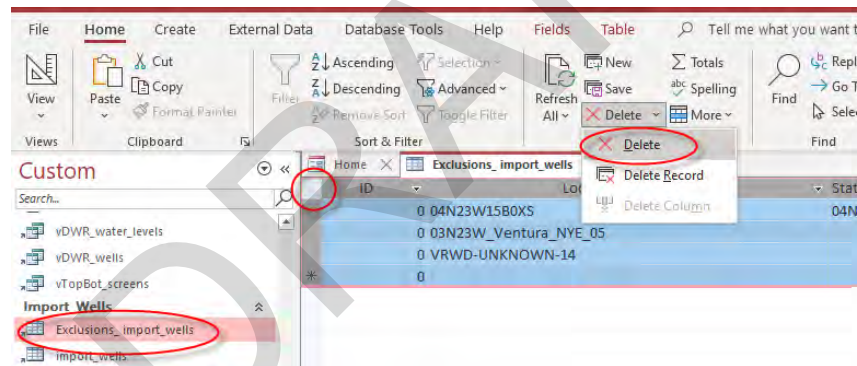 File Home Create External Data Database Tools Help Fields Table Tell me what you want t
View
Views
Paste
Cut
Copy
Format Painter
Clipboard
Filter
Ascending
Descending
Remove Sort
Selection
Advanced
Toggle Filter
Sort & Filter
Refresh
All
New
Save
Delete
Totals
Spelling
More
Delete
Delete Record
Delete Column
Find
Repl
Go T
Selec
Find
Custom
Search...
vDWR_water_levels
vDWR_wells
vTopBot_screens
Import_Wells
Exclusions_import_wells
import_wells
Home
Exclusions_import_wells
ID Loc Stat
0 04N23W15B0XS 04N
0 03N23W_Ventura_NYE_05
0 VRWD-UNKNOWN-14
* 0
DRA